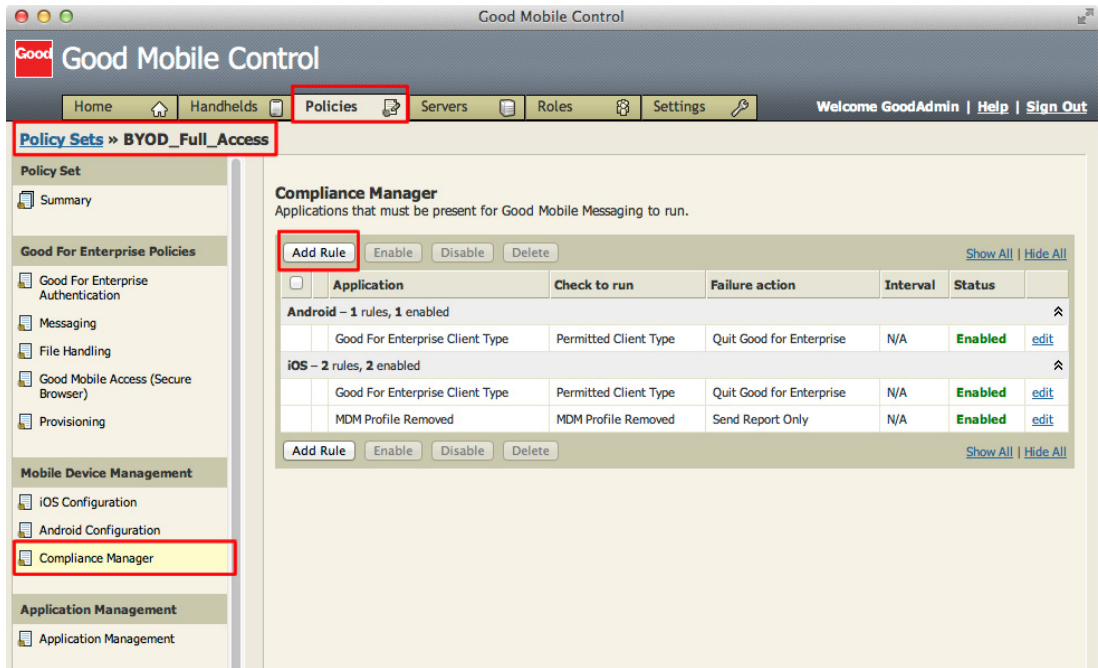 Good Mobile Control
Good Good Mobile Control
Home Handhelds Policies Servers Roles Settings Welcome GoodAdmin | Help | Sign Out
Policy Sets » BYOD_Full_Access
Policy Set
Summary
Good For Enterprise Policies
Good For Enterprise
Authentication
Messaging
File Handling
Good Mobile Access (Secure
Browser)
Provisioning
Mobile Device Management
iOS Configuration
Android Configuration
Compliance Manager
Application Management
Application Management
Compliance Manager
Applications that must be present for Good Mobile Messaging to run.
Add Rule Enable Disable Delete Show All | Hide All
Application Check to run Failure action Interval Status
Android – 1 rules, 1 enabled
Good For Enterprise Client Type Permitted Client Type Quit Good for Enterprise N/A Enabled edit
iOS – 2 rules, 2 enabled
Good For Enterprise Client Type Permitted Client Type Quit Good for Enterprise N/A Enabled edit
MDM Profile Removed MDM Profile Removed Send Report Only N/A Enabled edit
Add Rule Enable Disable Delete Show All | Hide All